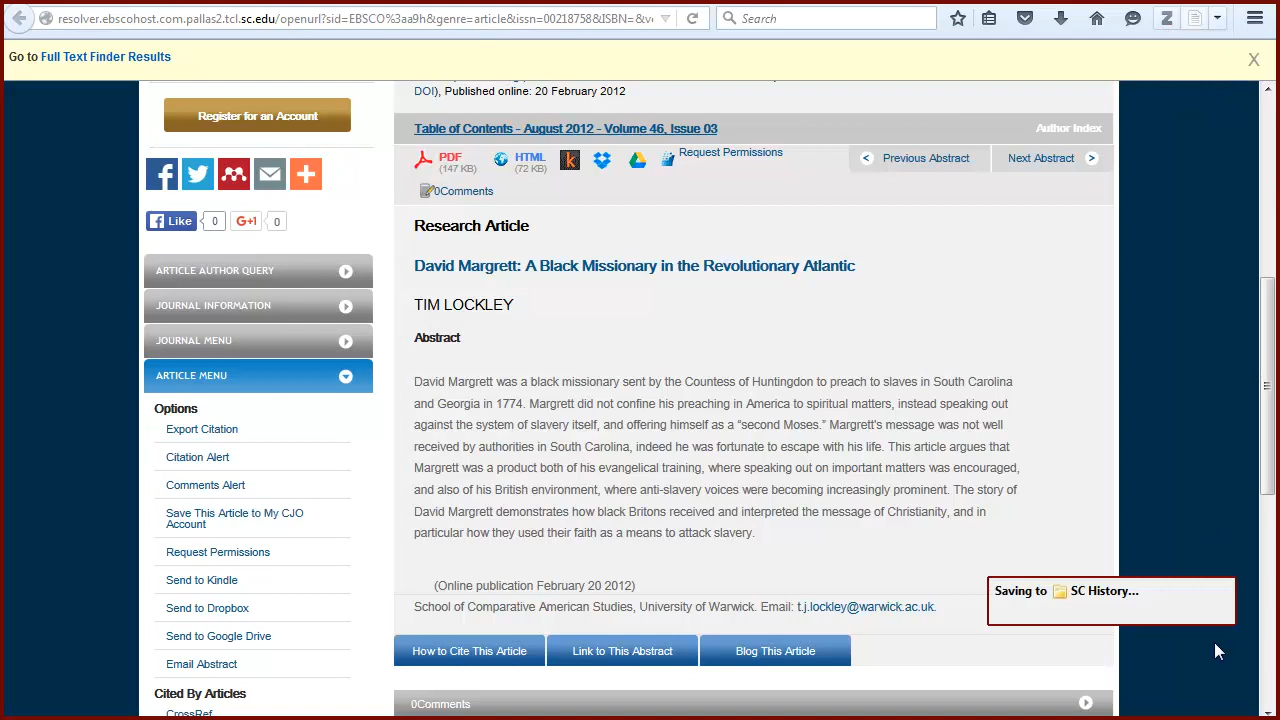 resolver.ebscohost.com.pallas2.tcl.sc.edu/openurl?sid=EBSCO%3aa9h&genre=article&issn=00218758&ISBN=&v
Search
Go to Full Text Finder Results
X
DOI), Published online: 20 February 2012
Register for an Account
Table of Contents - August 2012 - Volume 46, Issue 03
Author Index
PDF
(147 KB)
HTML
(72 KB)
Request Permissions
< Previous Abstract
Next Abstract >
0Comments
Like 0
G+1 0
Research Article
David Margrett: A Black Missionary in the Revolutionary Atlantic
TIM LOCKLEY
Abstract
David Margrett was a black missionary sent by the Countess of Huntingdon to preach to slaves in South Carolina
and Georgia in 1774. Margrett did not confine his preaching in America to spiritual matters, instead speaking out
against the system of slavery itself, and offering himself as a “second Moses.” Margrett's message was not well
received by authorities in South Carolina, indeed he was fortunate to escape with his life. This article argues that
Margrett was a product both of his evangelical training, where speaking out on important matters was encouraged,
and also of his British environment, where anti-slavery voices were becoming increasingly prominent. The story of
David Margrett demonstrates how black Britons received and interpreted the message of Christianity, and in
particular how they used their faith as a means to attack slavery.
(Online publication February 20 2012)
School of Comparative American Studies, University of Warwick. Email: t.j.lockley@warwick.ac.uk.
How to Cite This Article
Link to This Abstract
Blog This Article
0Comments
ARTICLE AUTHOR QUERY
JOURNAL INFORMATION
JOURNAL MENU
ARTICLE MENU
Options
Export Citation
Citation Alert
Comments Alert
Save This Article to My CJO
Account
Request Permissions
Send to Kindle
Send to Dropbox
Send to Google Drive
Email Abstract
Cited By Articles
CrossRef
Saving to SC History...